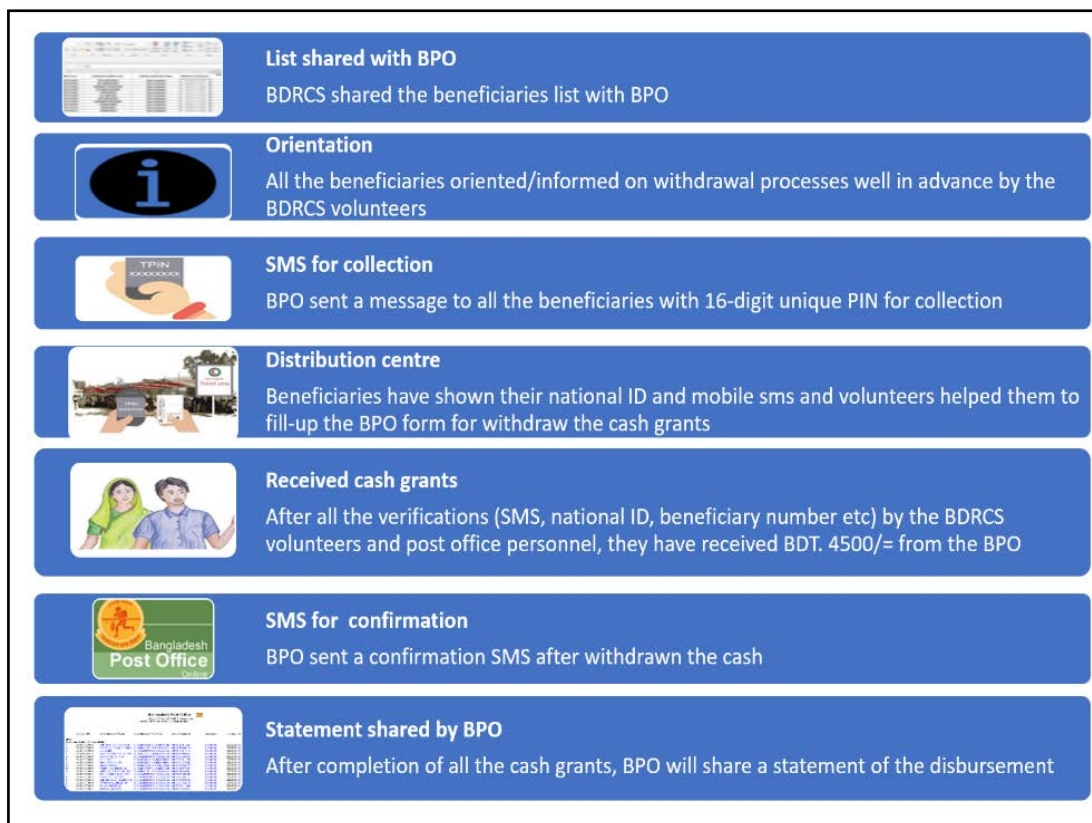 List shared with BPO
BDRCS shared the beneficiaries list with BPO
Orientation
All the beneficiaries oriented/informed on withdrawal processes well in advance by the
BDRCS volunteers
TPIN
XXXXXXXX
SMS for collection
BPO sent a message to all the beneficiaries with 16-digit unique PIN for collection
Distribution centre
Beneficiaries have shown their national ID and mobile sms and volunteers helped them to
fill-up the BPO form for withdraw the cash grants
Received cash grants
After all the verifications (SMS, national ID, beneficiary number etc) by the BDRCS
volunteers and post office personnel, they have received BDT. 4500/= from the BPO
Bangladesh
Post Office
Online
SMS for  confirmation
BPO sent a confirmation SMS after withdrawn the cash
Statement shared by BPO
After completion of all the cash grants, BPO will share a statement of the disbursement